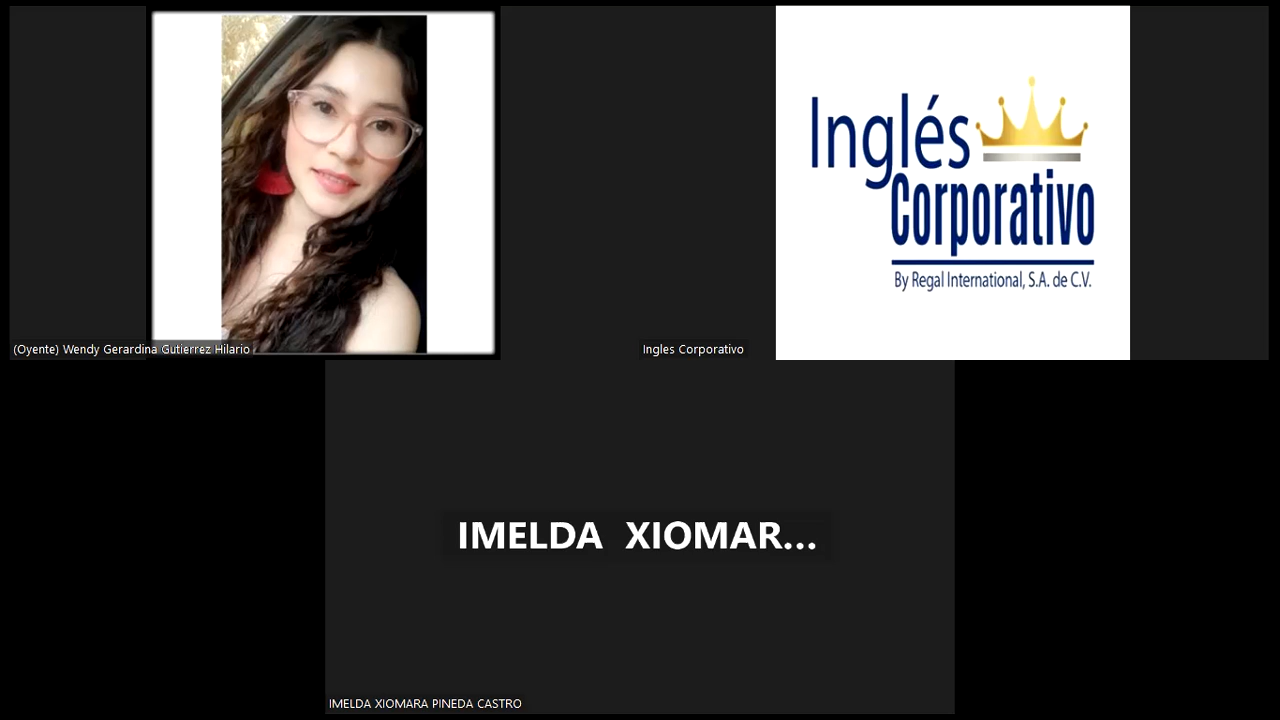 Inglés
Corporativo
By Regal International, S.A. de C.V.
(Oyente) Wendy Gerardina Gutierrez Hilario
Ingles Corporativo
IMELDA XIOMAR...
IMELDA XIOMARA PINEDA CASTRO